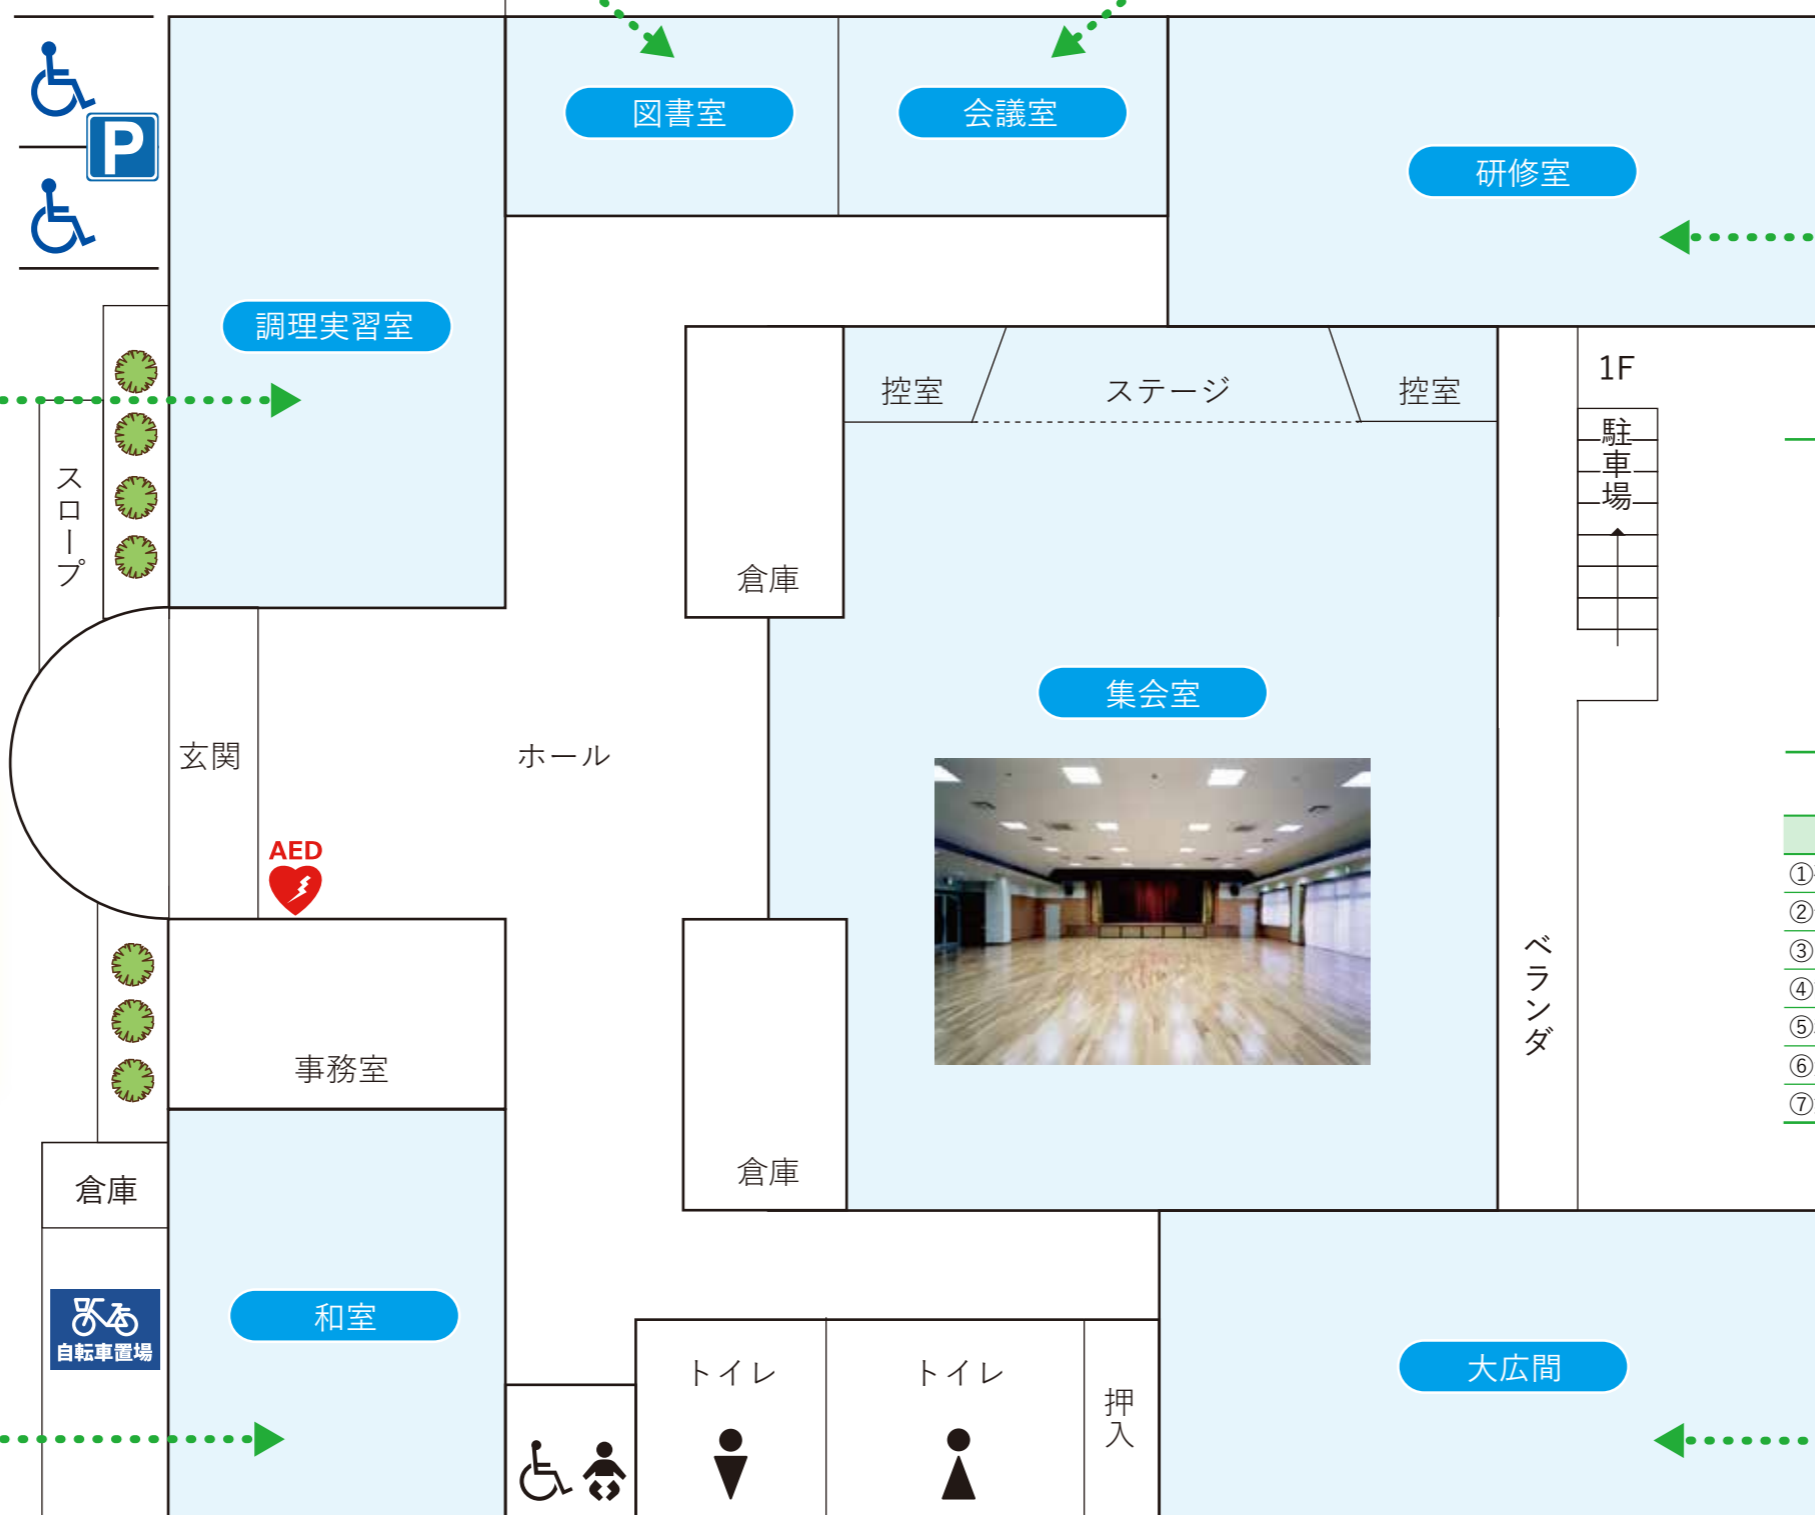 図書室
会議室
研修室
P
調理実習室
控室
ステージ
控室
1F
駐車場
スロープ
倉庫
集会室
玄関
ホール
AED
①
②
③
④
⑤
⑥
⑦
ベランダ
事務室
倉庫
倉庫
和室
自転車置場
トイレ
トイレ
押入
大広間